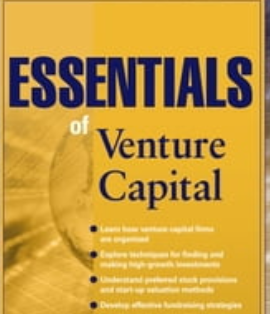 ESSENTIALS
of
Venture
Capital
Learn how venture capital firms
are organized
Explore techniques for finding and
making high-growth investments
Understand preferred stock provisions
and start-up valuation methods
Develop effective fundraising strategies